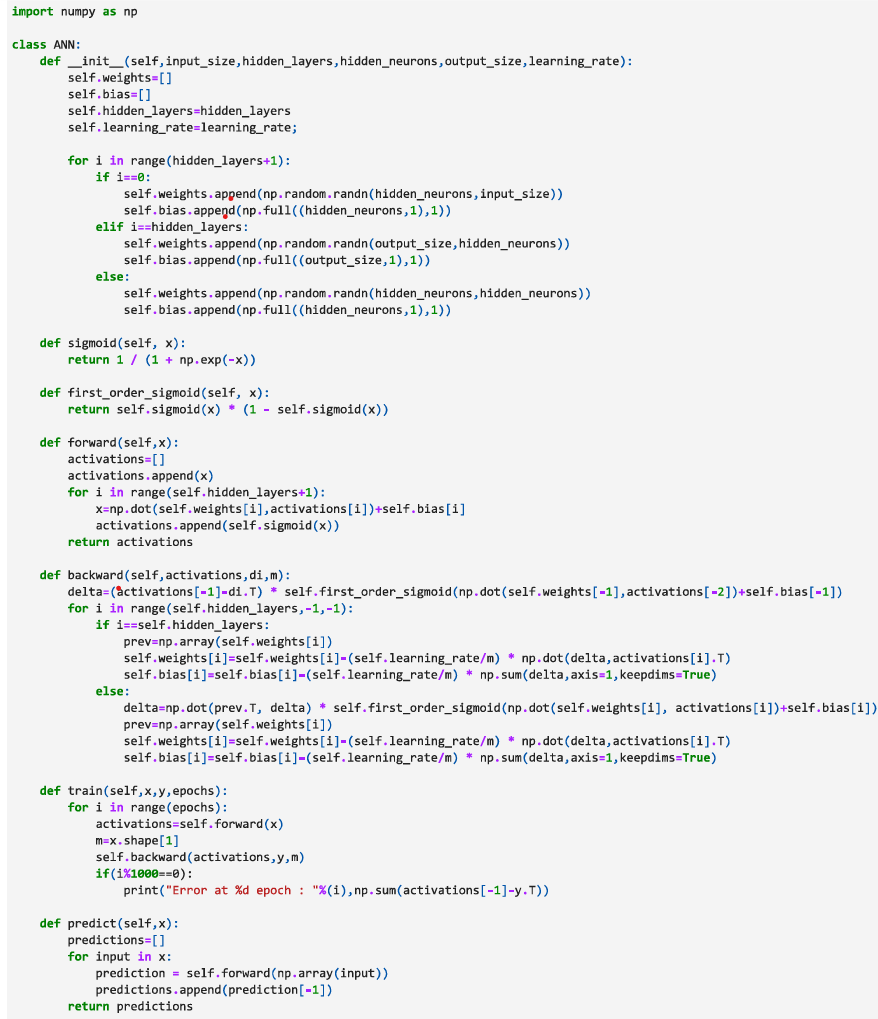 import numpy as np
class ANN:
    def __init__(self,input_size,hidden_layers,hidden_neurons,output_size,learning_rate):
        self.weights=[]
        self.bias=[]
        self.hidden_layers=hidden_layers
        self.learning_rate=learning_rate;
        for i in range(hidden_layers+1):
            if i==0:
                self.weights.append(np.random.randn(hidden_neurons,input_size))
                self.bias.append(np.full((hidden_neurons,1),1))
            elif i==hidden_layers:
                self.weights.append(np.random.randn(output_size,hidden_neurons))
                self.bias.append(np.full((output_size,1),1))
            else:
                self.weights.append(np.random.randn(hidden_neurons,hidden_neurons))
                self.bias.append(np.full((hidden_neurons,1),1))
    def sigmoid(self, x):
        return 1 / (1 + np.exp(-x))
    def first_order_sigmoid(self, x):
        return self.sigmoid(x) * (1 - self.sigmoid(x))
    def forward(self,x):
        activations=[]
        activations.append(x)
        for i in range(self.hidden_layers+1):
            x=np.dot(self.weights[i],activations[i])+self.bias[i]
            activations.append(self.sigmoid(x))
        return activations
    def backward(self,activations,di,m):
        delta=(activations[-1]-di.T) * self.first_order_sigmoid(np.dot(self.weights[-1],activations[-2])+self.bias[-1])
        for i in range(self.hidden_layers,-1,-1):
            if i==self.hidden_layers:
                prev=np.array(self.weights[i])
                self.weights[i]=self.weights[i]-(self.learning_rate/m) * np.dot(delta,activations[i].T)
                self.bias[i]=self.bias[i]-(self.learning_rate/m) * np.sum(delta,axis=1,keepdims=True)
            else:
                delta=np.dot(prev.T, delta) * self.first_order_sigmoid(np.dot(self.weights[i], activations[i])+self.bias[i])
                prev=np.array(self.weights[i])
                self.weights[i]=self.weights[i]-(self.learning_rate/m) * np.dot(delta,activations[i].T)
                self.bias[i]=self.bias[i]-(self.learning_rate/m) * np.sum(delta,axis=1,keepdims=True)
    def train(self,x,y,epochs):
        for i in range(epochs):
            activations=self.forward(x)
            m=x.shape[1]
            self.backward(activations,y,m)
            if(i%1000==0):
                print("Error at %d epoch : "%(i),np.sum(activations[-1]-y.T))
    def predict(self,x):
        predictions=[]
        for input in x:
            prediction = self.forward(np.array(input))
            predictions.append(prediction[-1])
        return predictions